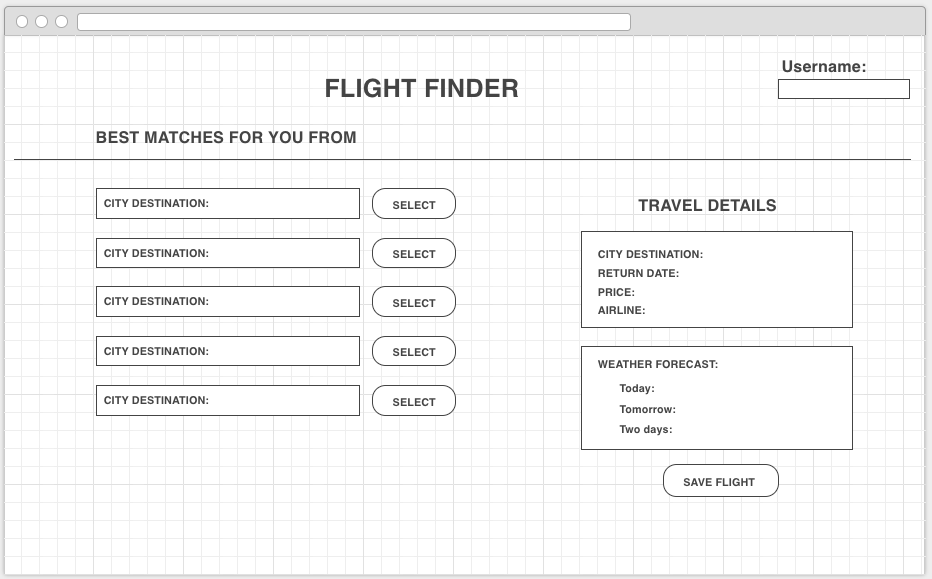 Username:
FLIGHT FINDER
BEST MATCHES FOR YOU FROM
CITY DESTINATION:
SELECT
CITY DESTINATION:
SELECT
CITY DESTINATION:
SELECT
CITY DESTINATION:
SELECT
CITY DESTINATION:
SELECT
TRAVEL DETAILS
CITY DESTINATION:
RETURN DATE:
PRICE:
AIRLINE:
WEATHER FORECAST:
Today:
Tomorrow:
Two days:
SAVE FLIGHT